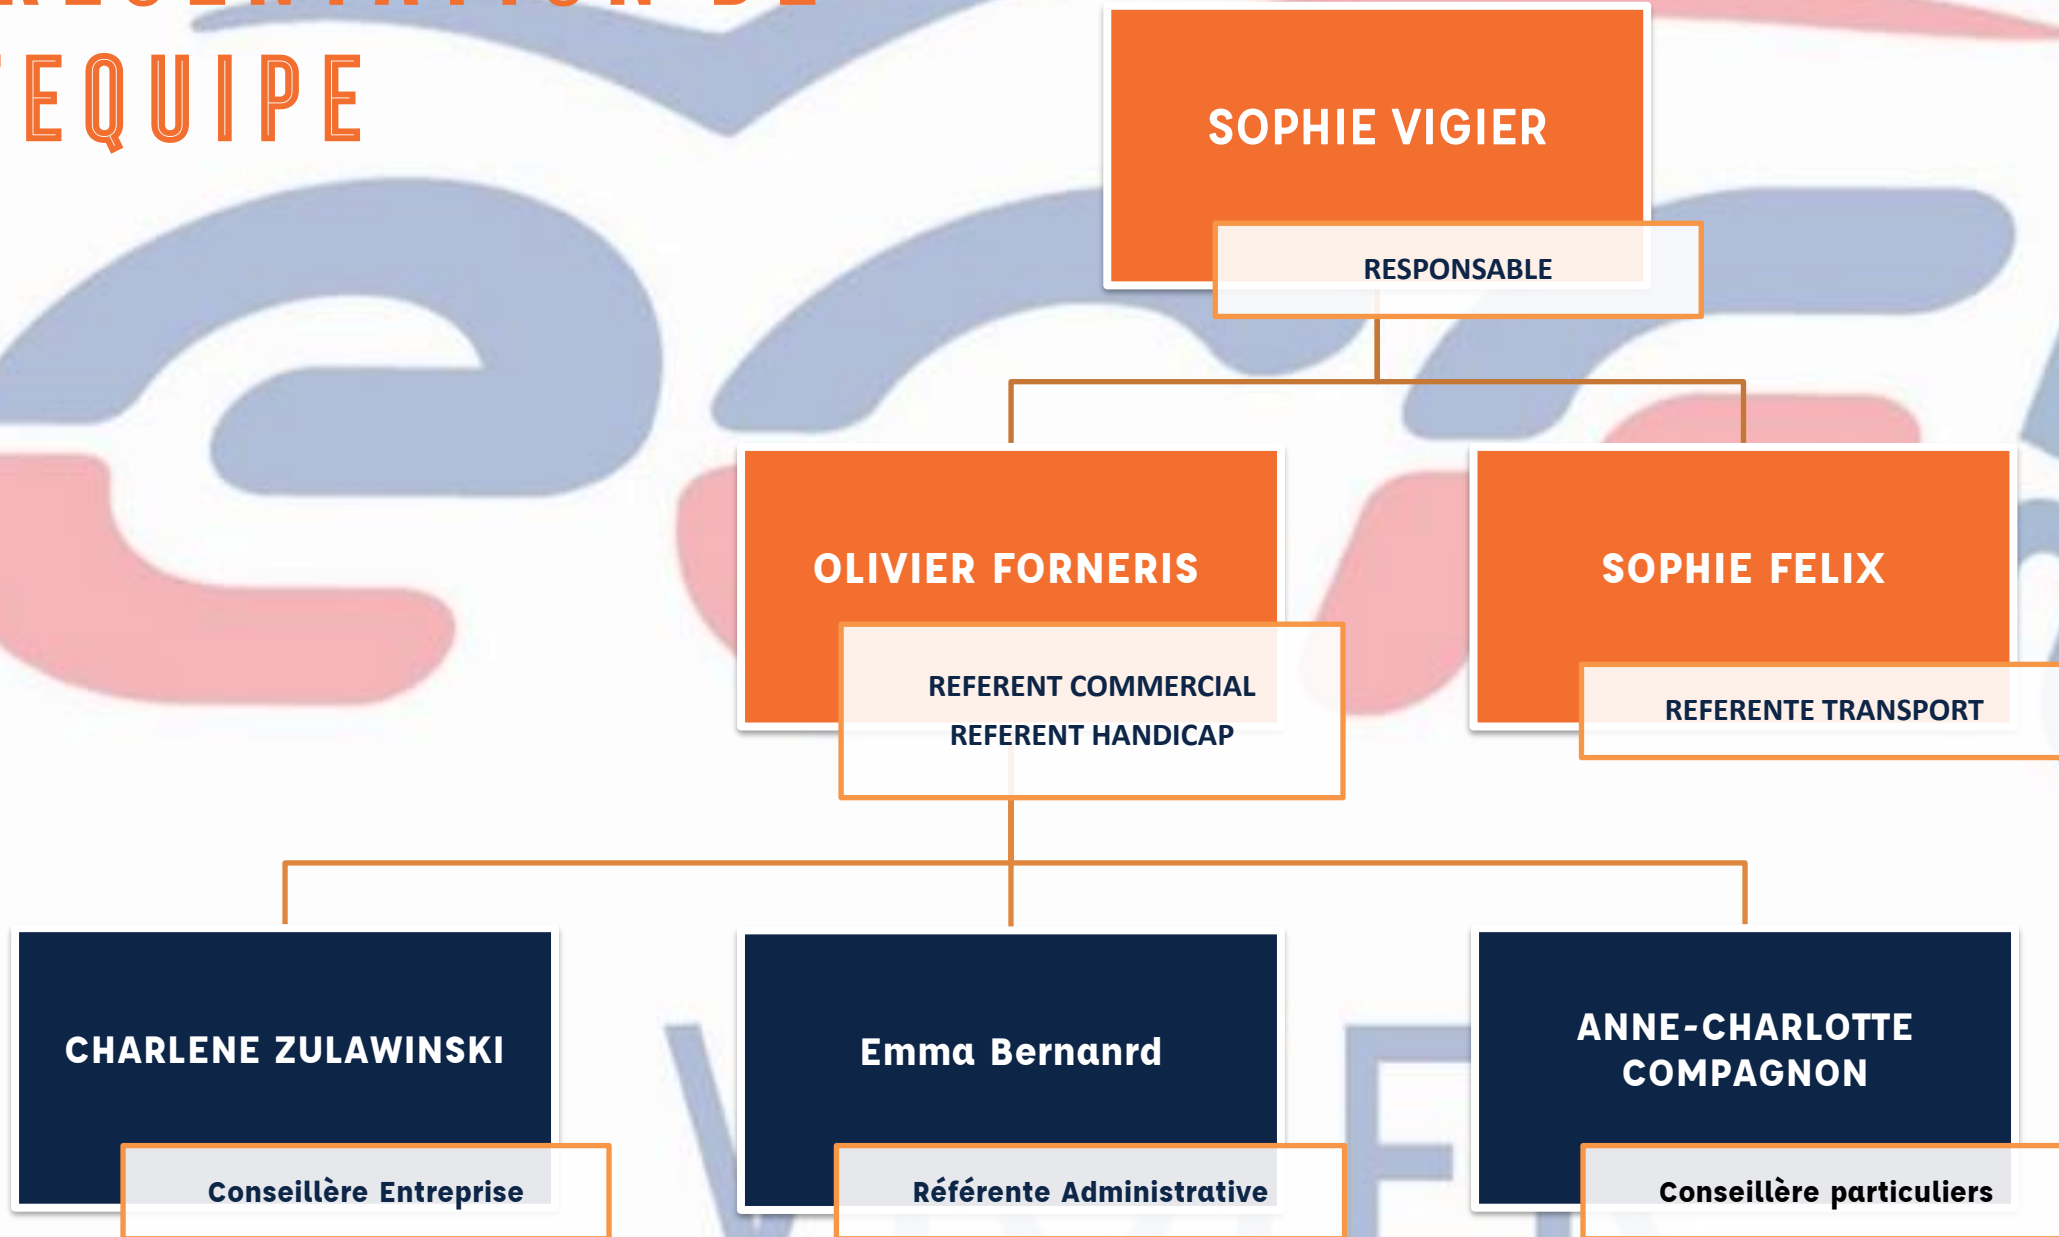 EQUIPE
SOPHIE VIGIER
RESPONSABLE
OLIVIER FORNERIS
REFERENT COMMERCIAL
REFERENT HANDICAP
SOPHIE FELIX
REFERENTE TRANSPORT
CHARLENE ZULAWINSKI
Conseillère Entreprise
Emma Bernanrd
Référente Administrative
ANNE-CHARLOTTE
COMPAGNON
Conseillère particuliers